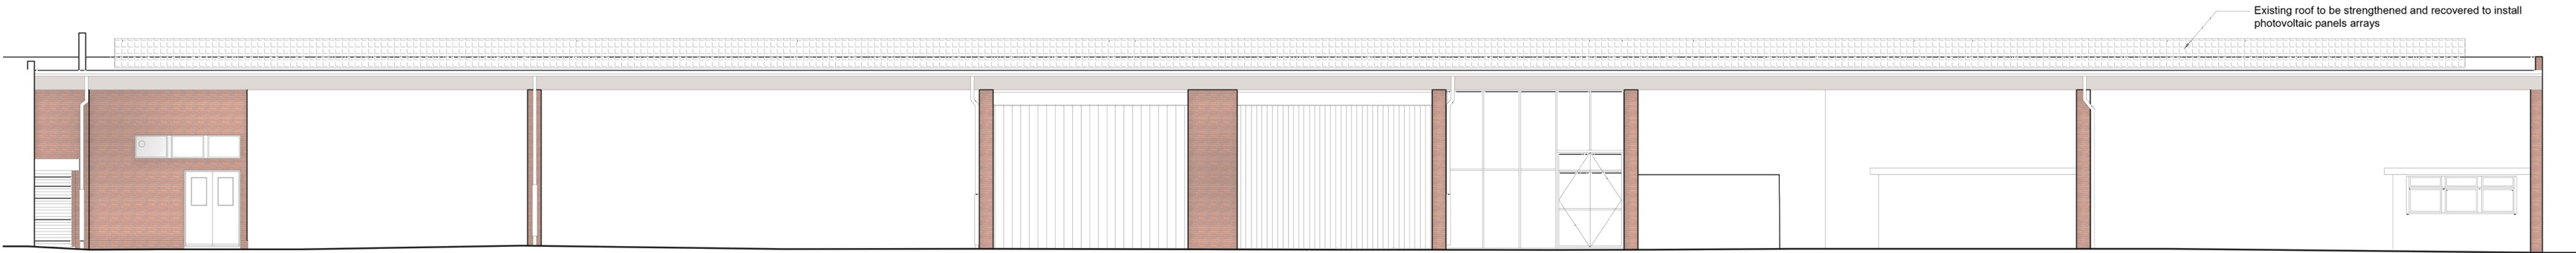 Existing roof to be strengthened and recovered to install
photovoltaic panels arrays